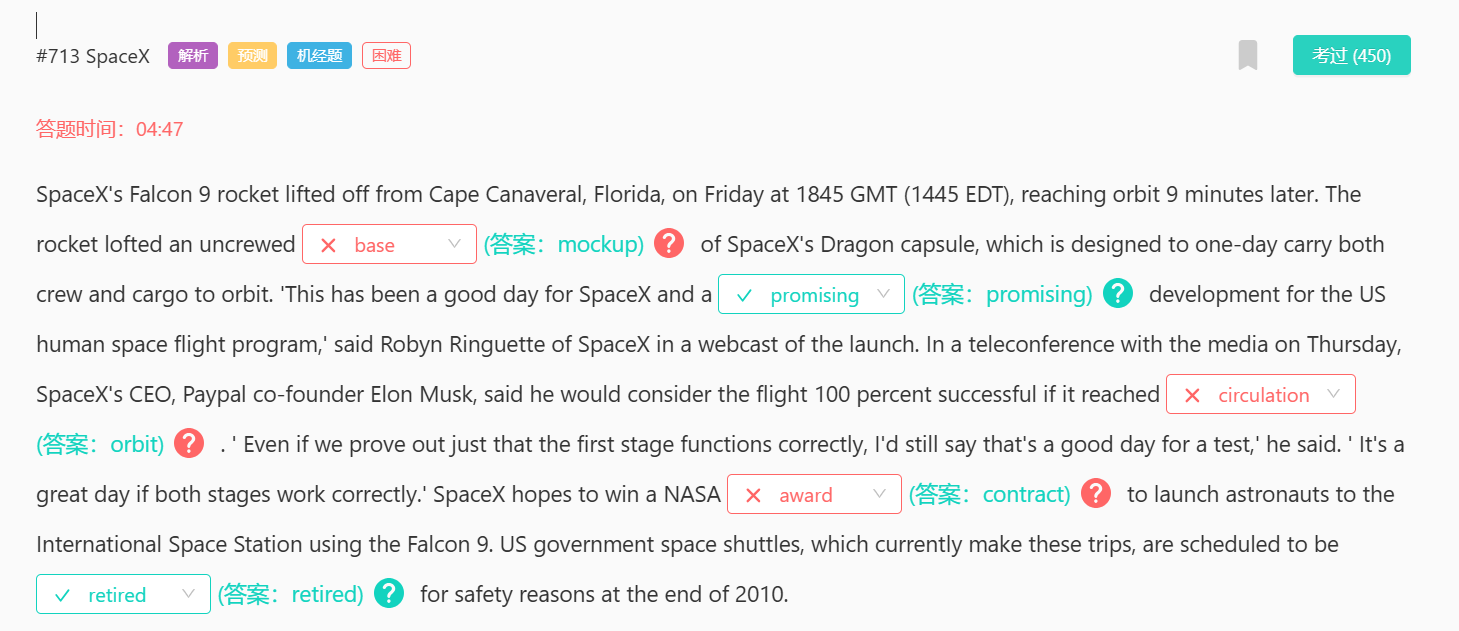 #713 SpaceX 解析 预测 机经题 困难 考过 (450)
答题时间：04:47
SpaceX's Falcon 9 rocket lifted off from Cape Canaveral, Florida, on Friday at 1845 GMT (1445 EDT), reaching orbit 9 minutes later. The
rocket lofted an uncrewed × base (答案：mockup) ? of SpaceX's Dragon capsule, which is designed to one-day carry both
crew and cargo to orbit. 'This has been a good day for SpaceX and a ✓ promising (答案：promising) ? development for the US
human space flight program,' said Robyn Ringuette of SpaceX in a webcast of the launch. In a teleconference with the media on Thursday,
SpaceX's CEO, Paypal co-founder Elon Musk, said he would consider the flight 100 percent successful if it reached × circulation
(答案：orbit) ? . ' Even if we prove out just that the first stage functions correctly, I'd still say that's a good day for a test,' he said. ' It's a
great day if both stages work correctly.' SpaceX hopes to win a NASA × award (答案：contract) ? to launch astronauts to the
International Space Station using the Falcon 9. US government space shuttles, which currently make these trips, are scheduled to be
✓ retired (答案：retired) ? for safety reasons at the end of 2010.